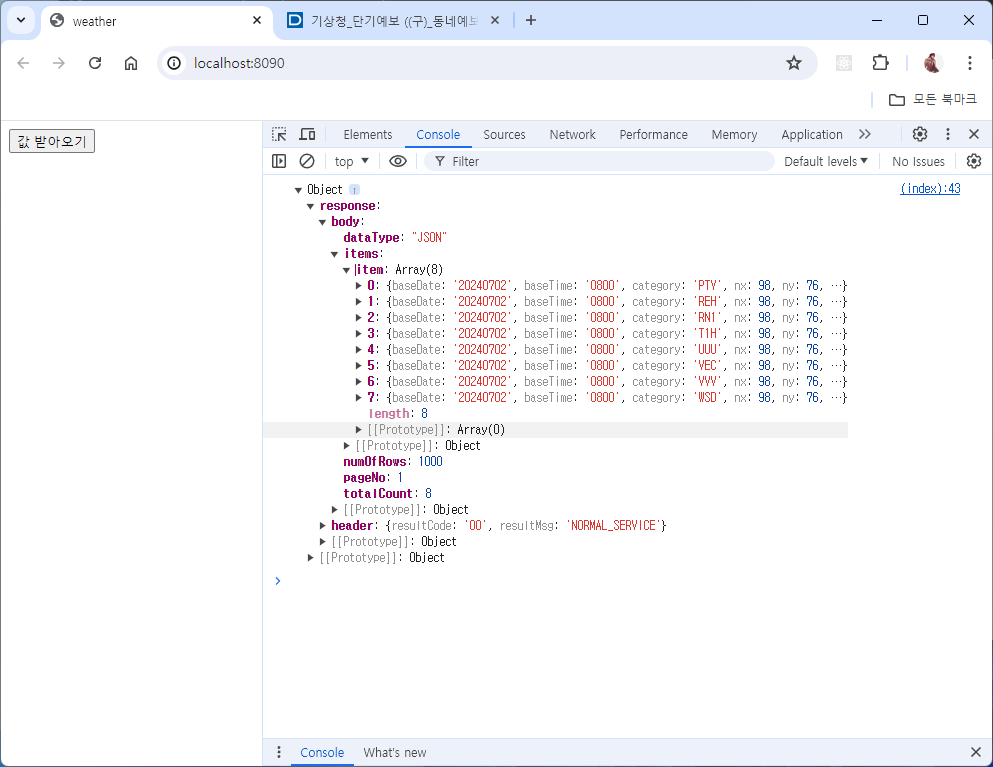 weather
기상청_단기예보 ((구)_동네예보
localhost:8090
모든 북마크
값 받아오기
Elements Console Sources Network Performance Memory Application
top Filter Default levels No Issues
Object (index):43
response:
body:
dataType: "JSON"
items:
item: Array(8)
0: {baseDate: '20240702', baseTime: '0800', category: 'PTY', nx: 98, ny: 76, …}
1: {baseDate: '20240702', baseTime: '0800', category: 'REH', nx: 98, ny: 76, …}
2: {baseDate: '20240702', baseTime: '0800', category: 'RN1', nx: 98, ny: 76, …}
3: {baseDate: '20240702', baseTime: '0800', category: 'T1H', nx: 98, ny: 76, …}
4: {baseDate: '20240702', baseTime: '0800', category: 'UUU', nx: 98, ny: 76, …}
5: {baseDate: '20240702', baseTime: '0800', category: 'VEC', nx: 98, ny: 76, …}
6: {baseDate: '20240702', baseTime: '0800', category: 'VVV', nx: 98, ny: 76, …}
7: {baseDate: '20240702', baseTime: '0800', category: 'WSD', nx: 98, ny: 76, …}
length: 8
[[Prototype]]: Array(0)
[[Prototype]]: Object
numOfRows: 1000
pageNo: 1
totalCount: 8
[[Prototype]]: Object
header: {resultCode: '00', resultMsg: 'NORMAL_SERVICE'}
[[Prototype]]: Object
[[Prototype]]: Object
Console What's new